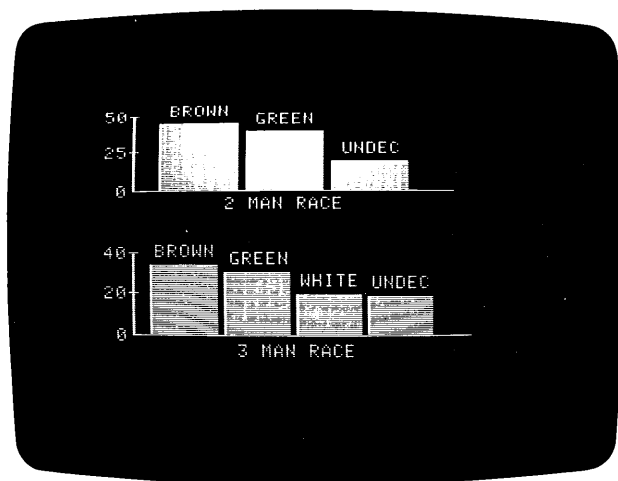 BROWN
50 GREEN
25 UNDEC
0
2 MAN RACE
40 BROWN GREEN
20 WHITE UNDEC
0
3 MAN RACE